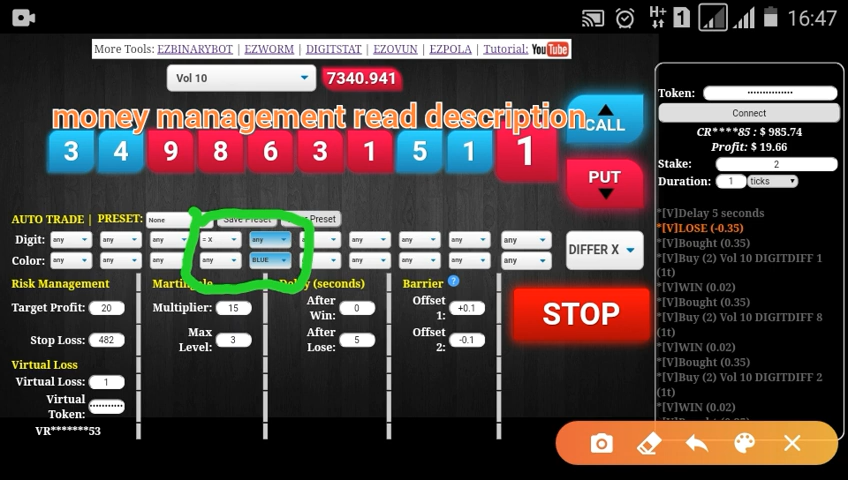 H+ 1 16:47
More Tools: EZBINARYBOT | EZWORM | DIGITSTAT | EZOVUN | EZPOLA | Tutorial: YouTube
Vol 10 7340.941
money management read description
CALL
3 4 9 8 6 3 1 5 1 1
PUT
AUTO TRADE | PRESET: None Save Preset Preset
Digit: any any any = X any any any any any
Color: any any any any BLUE any any any any
DIFFER X
Risk Management
Target Profit: 20
Stop Loss: 482
Virtual Loss
Virtual Loss: 1
Virtual
Token: ············
VR*******53
Martingale
Multiplier: 15
Max
Level: 3
(seconds)
After
Win: 0
After
Lose: 5
Barrier ?
Offset
1: +0.1
Offset
2: -0.1
STOP
Token: ···············
Connect
CR****85 : $ 985.74
Profit: $ 19.66
Stake: 2
Duration: 1 ticks
*[V]Delay 5 seconds
*[V]LOSE (-0.35)
*[V]Bought (0.35)
*[V]Buy (2) Vol 10 DIGITDIFF 1
(1t)
*[V]WIN (0.02)
*[V]Bought (0.35)
*[V]Buy (2) Vol 10 DIGITDIFF 8
(1t)
*[V]WIN (0.02)
*[V]Bought (0.35)
*[V]Buy (2) Vol 10 DIGITDIFF 2
(1t)
*[V]WIN (0.02)